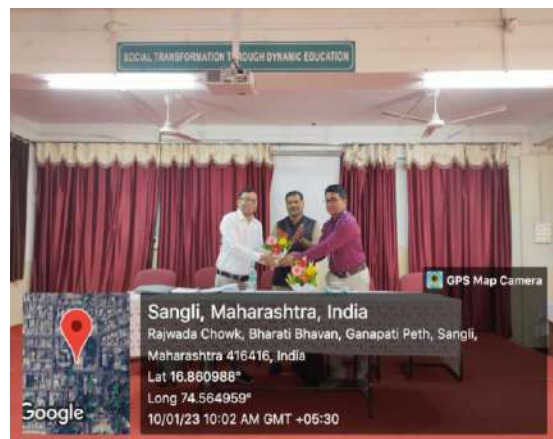 SOCIAL TRANSFORMATION THROUGH DYNAMIC EDUCATION
GPS Map Camera
Sangli, Maharashtra, India
Rajwada Chowk, Bharati Bhavan, Ganapati Peth, Sangli,
Maharashtra 416416, India
Lat 16.860988°
Long 74.564959°
10/01/23 10:02 AM GMT +05:30
Google